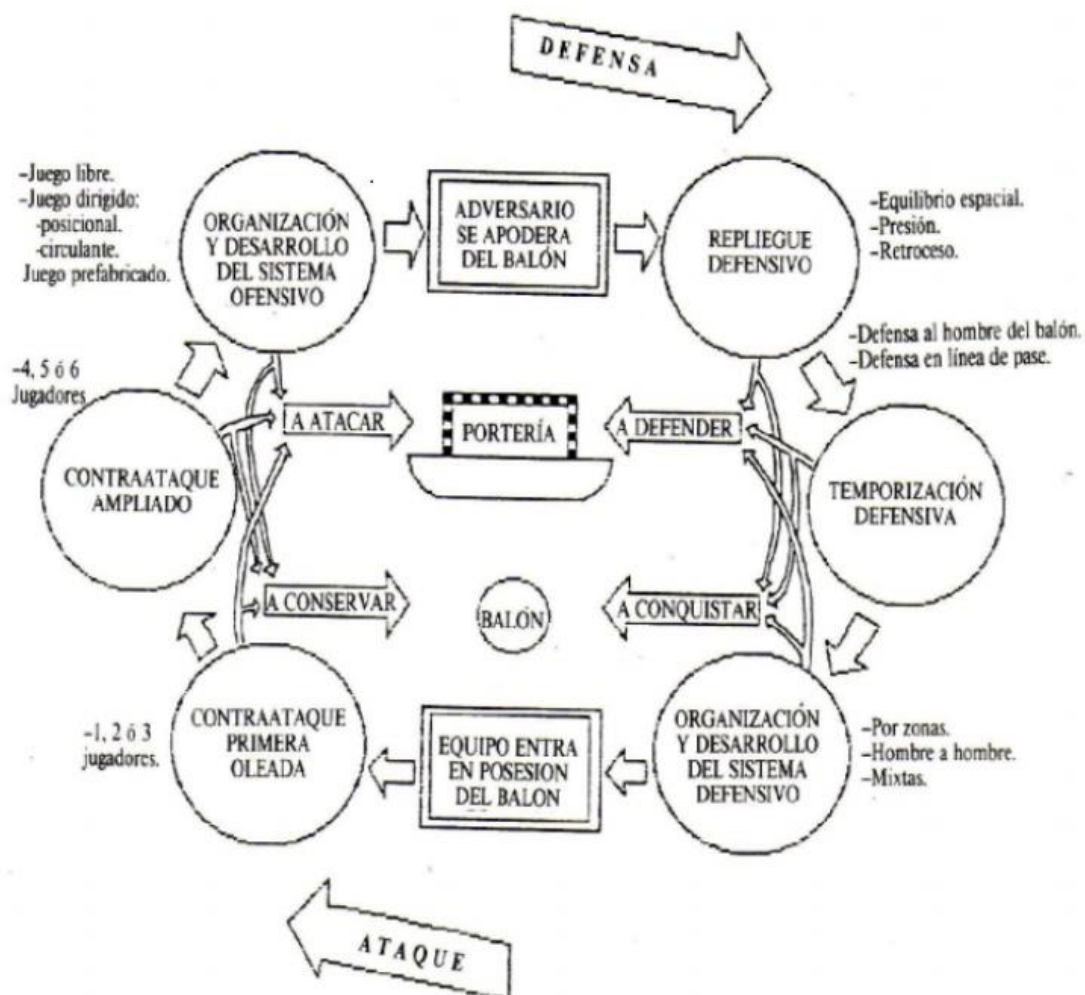 DEFENSA
-Juego libre.
-Juego dirigido:
-posicional.
-circulante.
Juego prefabricado.
ORGANIZACIÓN
Y DESARROLLO
DEL SISTEMA
OFENSIVO
ADVERSARIO
SE APODERA
DEL BALÓN
REPLIEGUE
DEFENSIVO
-Equilibrio espacial.
-Presión.
-Retroceso.
-Defensa al hombre del balón.
-Defensa en línea de pase.
-4, 5 ó 6
Jugadores
A ATACAR
PORTERÍA
A DEFENDER
CONTRAATAQUE
AMPLIADO
TEMPORIZACIÓN
DEFENSIVA
A CONSERVAR
BALÓN
A CONQUISTAR
-1, 2 ó 3
jugadores.
CONTRAATAQUE
PRIMERA
OLEADA
EQUIPO ENTRA
EN POSESION
DEL BALON
ORGANIZACIÓN
Y DESARROLLO
DEL SISTEMA
DEFENSIVO
-Por zonas.
-Hombre a hombre.
-Mixtas.
ATAQUE